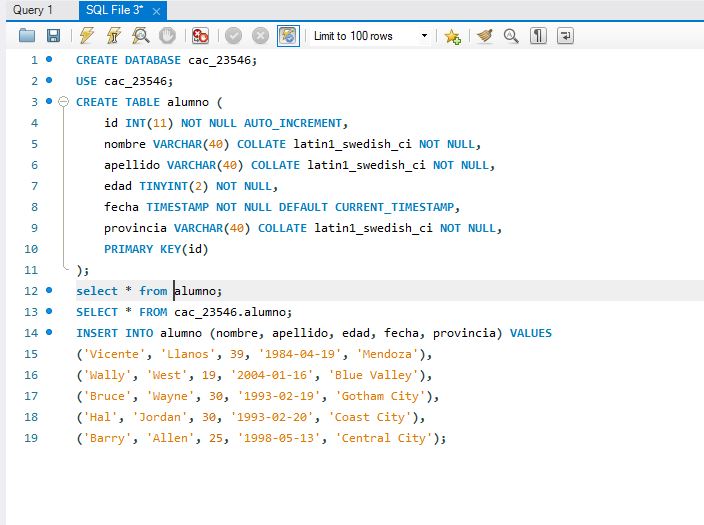 Query 1
SQL File 3*
Limit to 100 rows
1 CREATE DATABASE cac_23546;
2 USE cac_23546;
3 CREATE TABLE alumno (
4 id INT(11) NOT NULL AUTO_INCREMENT,
5 nombre VARCHAR(40) COLLATE latin1_swedish_ci NOT NULL,
6 apellido VARCHAR(40) COLLATE latin1_swedish_ci NOT NULL,
7 edad TINYINT(2) NOT NULL,
8 fecha TIMESTAMP NOT NULL DEFAULT CURRENT_TIMESTAMP,
9 provincia VARCHAR(40) COLLATE latin1_swedish_ci NOT NULL,
10 PRIMARY KEY(id)
11 );
12 select * from alumno;
13 SELECT * FROM cac_23546.alumno;
14 INSERT INTO alumno (nombre, apellido, edad, fecha, provincia) VALUES
15 ('Vicente', 'Llanos', 39, '1984-04-19', 'Mendoza'),
16 ('Wally', 'West', 19, '2004-01-16', 'Blue Valley'),
17 ('Bruce', 'Wayne', 30, '1993-02-19', 'Gotham City'),
18 ('Hal', 'Jordan', 30, '1993-02-20', 'Coast City'),
19 ('Barry', 'Allen', 25, '1998-05-13', 'Central City');